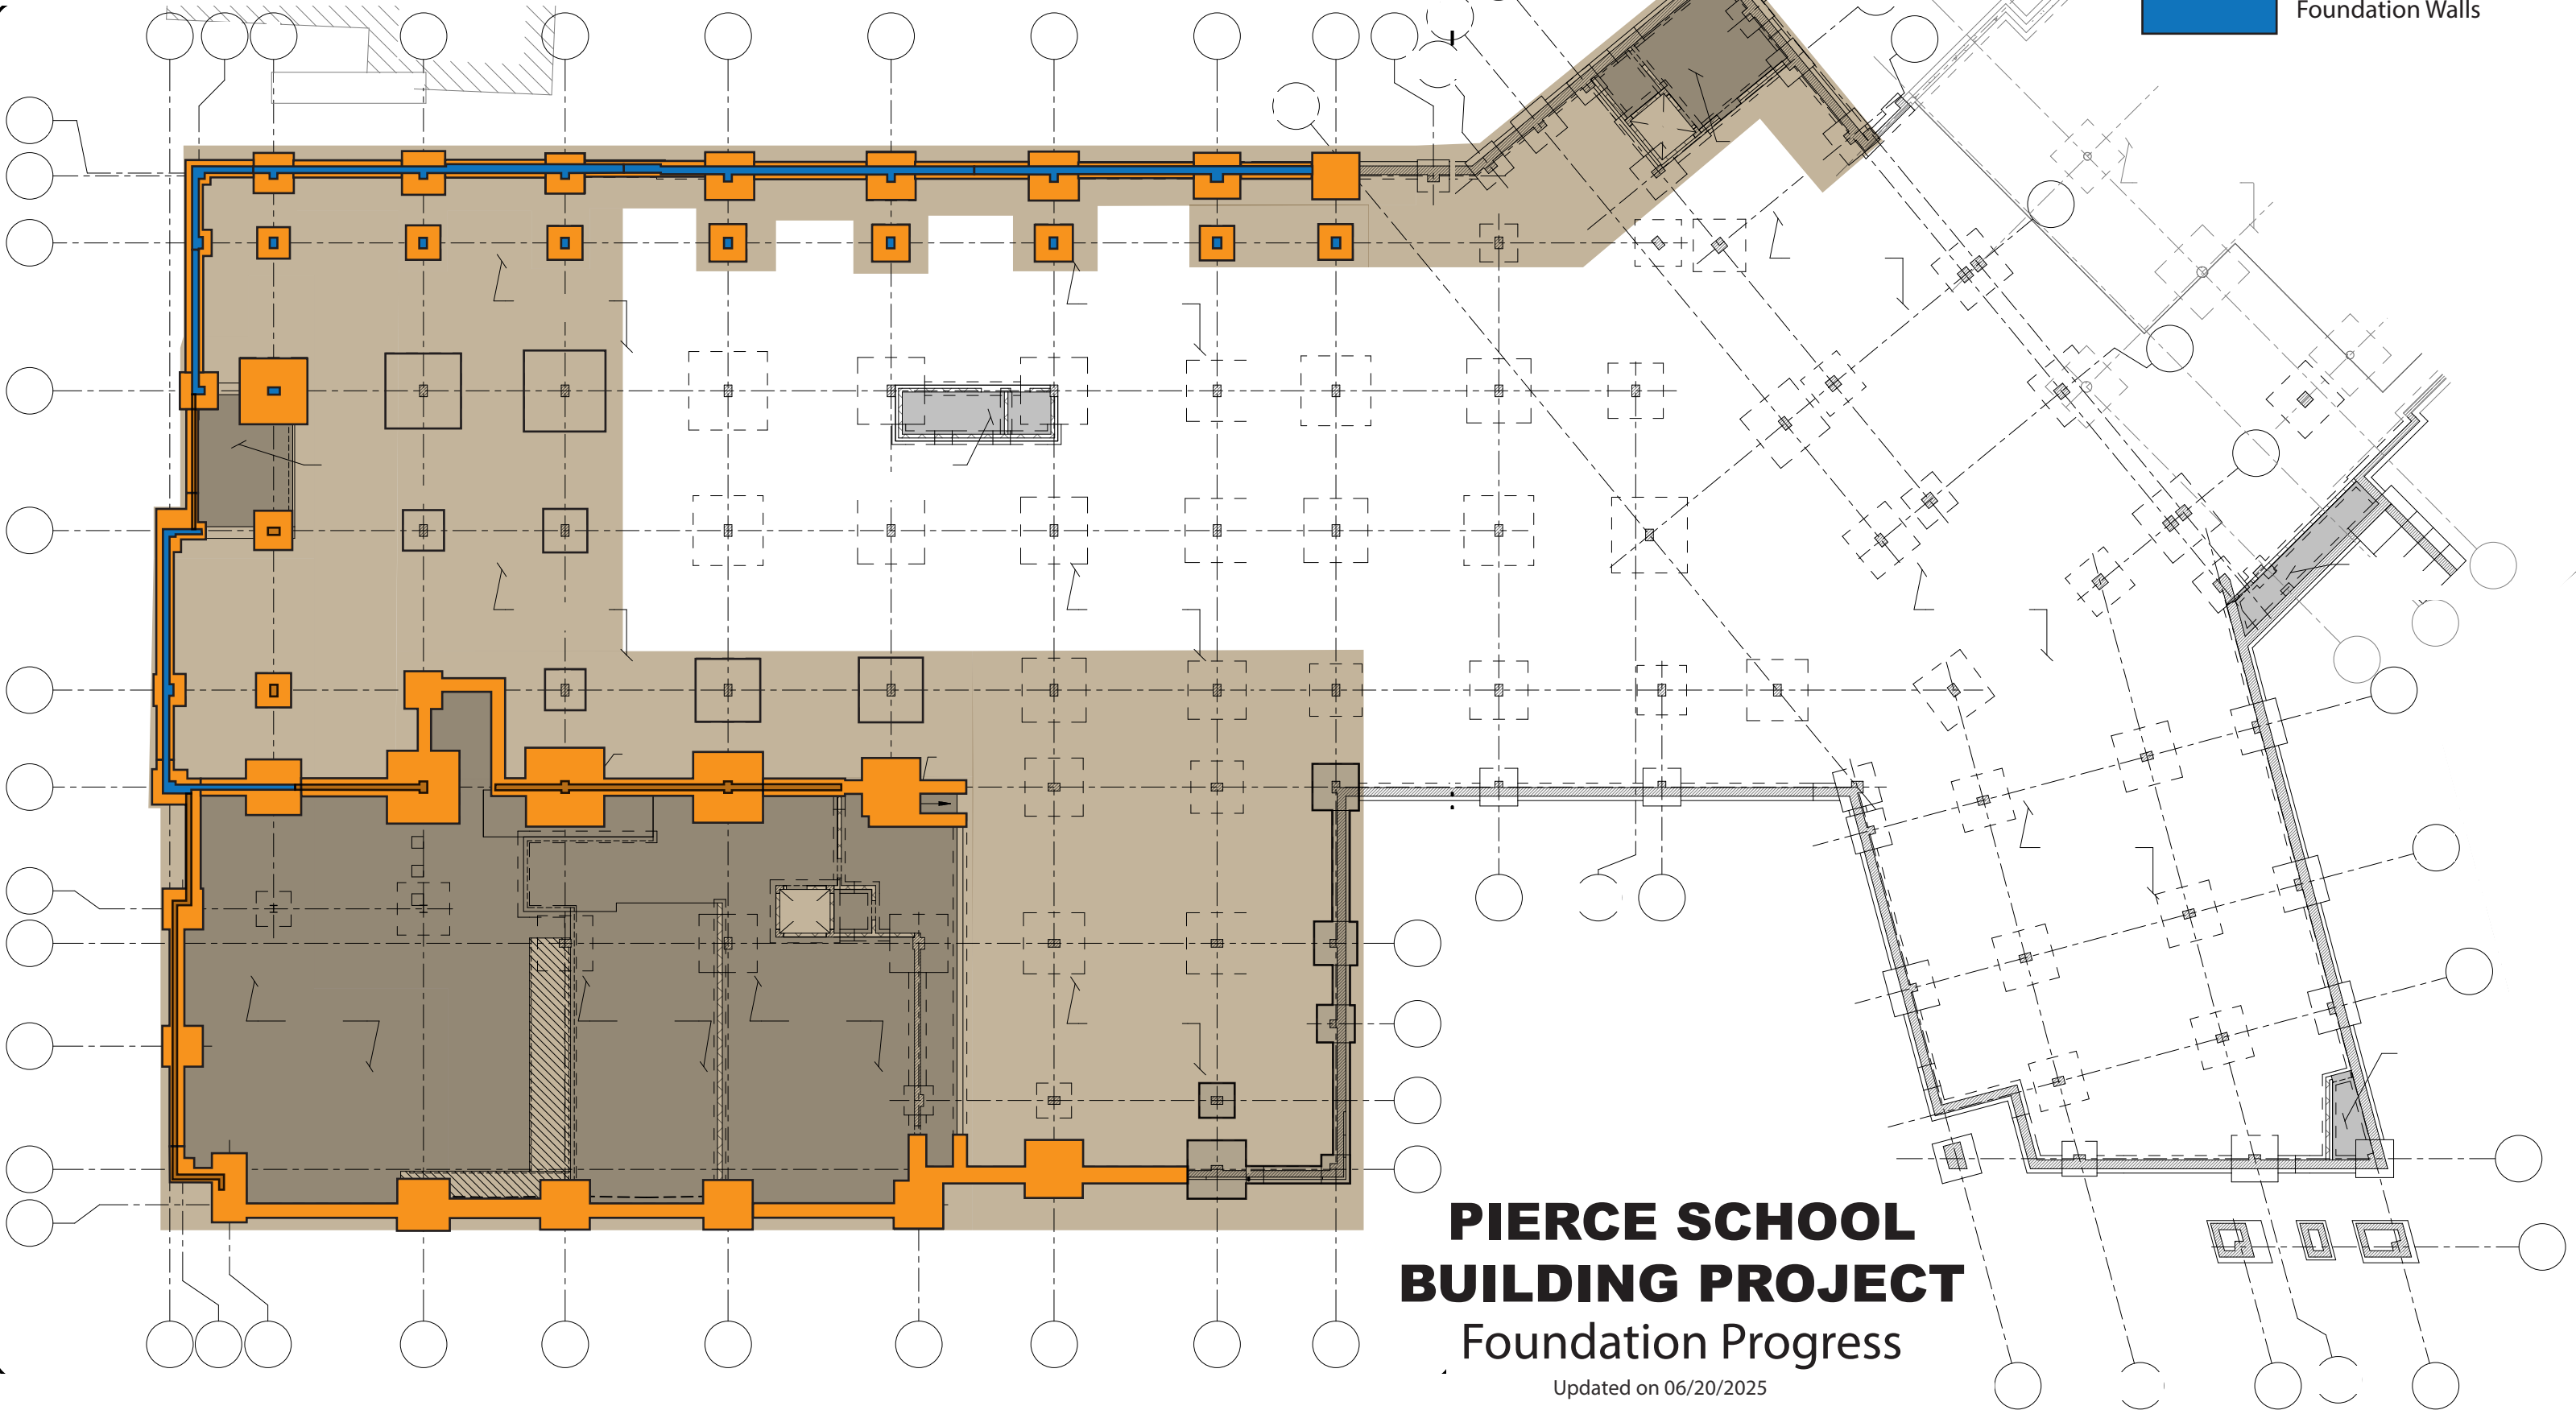 Foundation Walls
PIERCE SCHOOL
BUILDING PROJECT
Foundation Progress
Updated on 06/20/2025